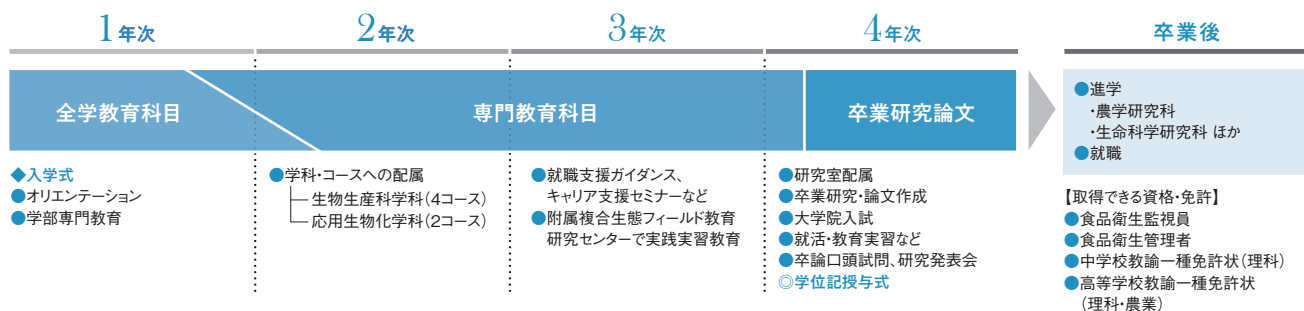 1年次
2年次
3年次
4年次
卒業後
全学教育科目
専門教育科目
卒業研究論文
◆入学式
●オリエンテーション
●学部専門教育
●学科・コースへの配属
生物生産科学科(4コース)
応用生物化学科(2コース)
●就職支援ガイダンス、
キャリア支援セミナーなど
●附属複合生態フィールド教育
研究センターで実践実習教育
●研究室配属
●卒業研究・論文作成
●大学院入試
●就活・教育実習など
●卒論口頭試問、研究発表会
◎学位記授与式
●進学
・農学研究科
・生命科学研究科 ほか
●就職
【取得できる資格・免許】
●食品衛生監視員
●食品衛生管理者
●中学校教諭一種免許状(理科)
●高等学校教諭一種免許状
(理科・農業)